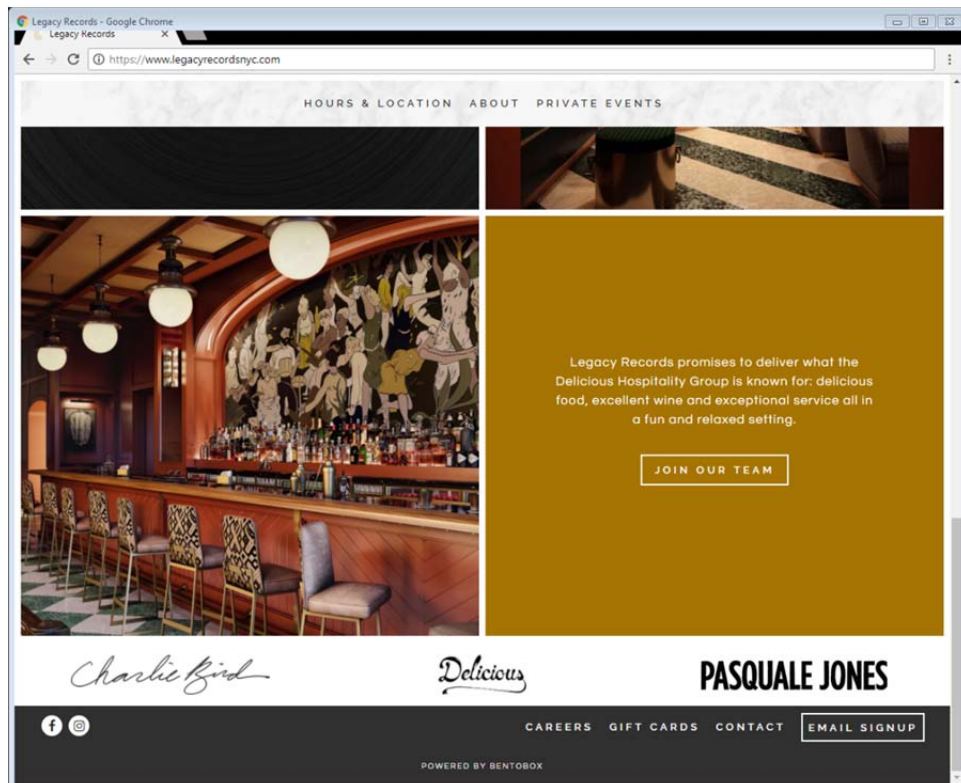 Legacy Records - Google Chrome
Legacy Records
https://www.legacyrecordsnyc.com
HOURS & LOCATION ABOUT PRIVATE EVENTS
Legacy Records promises to deliver what the
Delicious Hospitality Group is known for: delicious
food, excellent wine and exceptional service all in
a fun and relaxed setting.
JOIN OUR TEAM
Charlie Bird
Delicious
PASQUALE JONES
CAREERS GIFT CARDS CONTACT EMAIL SIGNUP
POWERED BY BENTOBOX